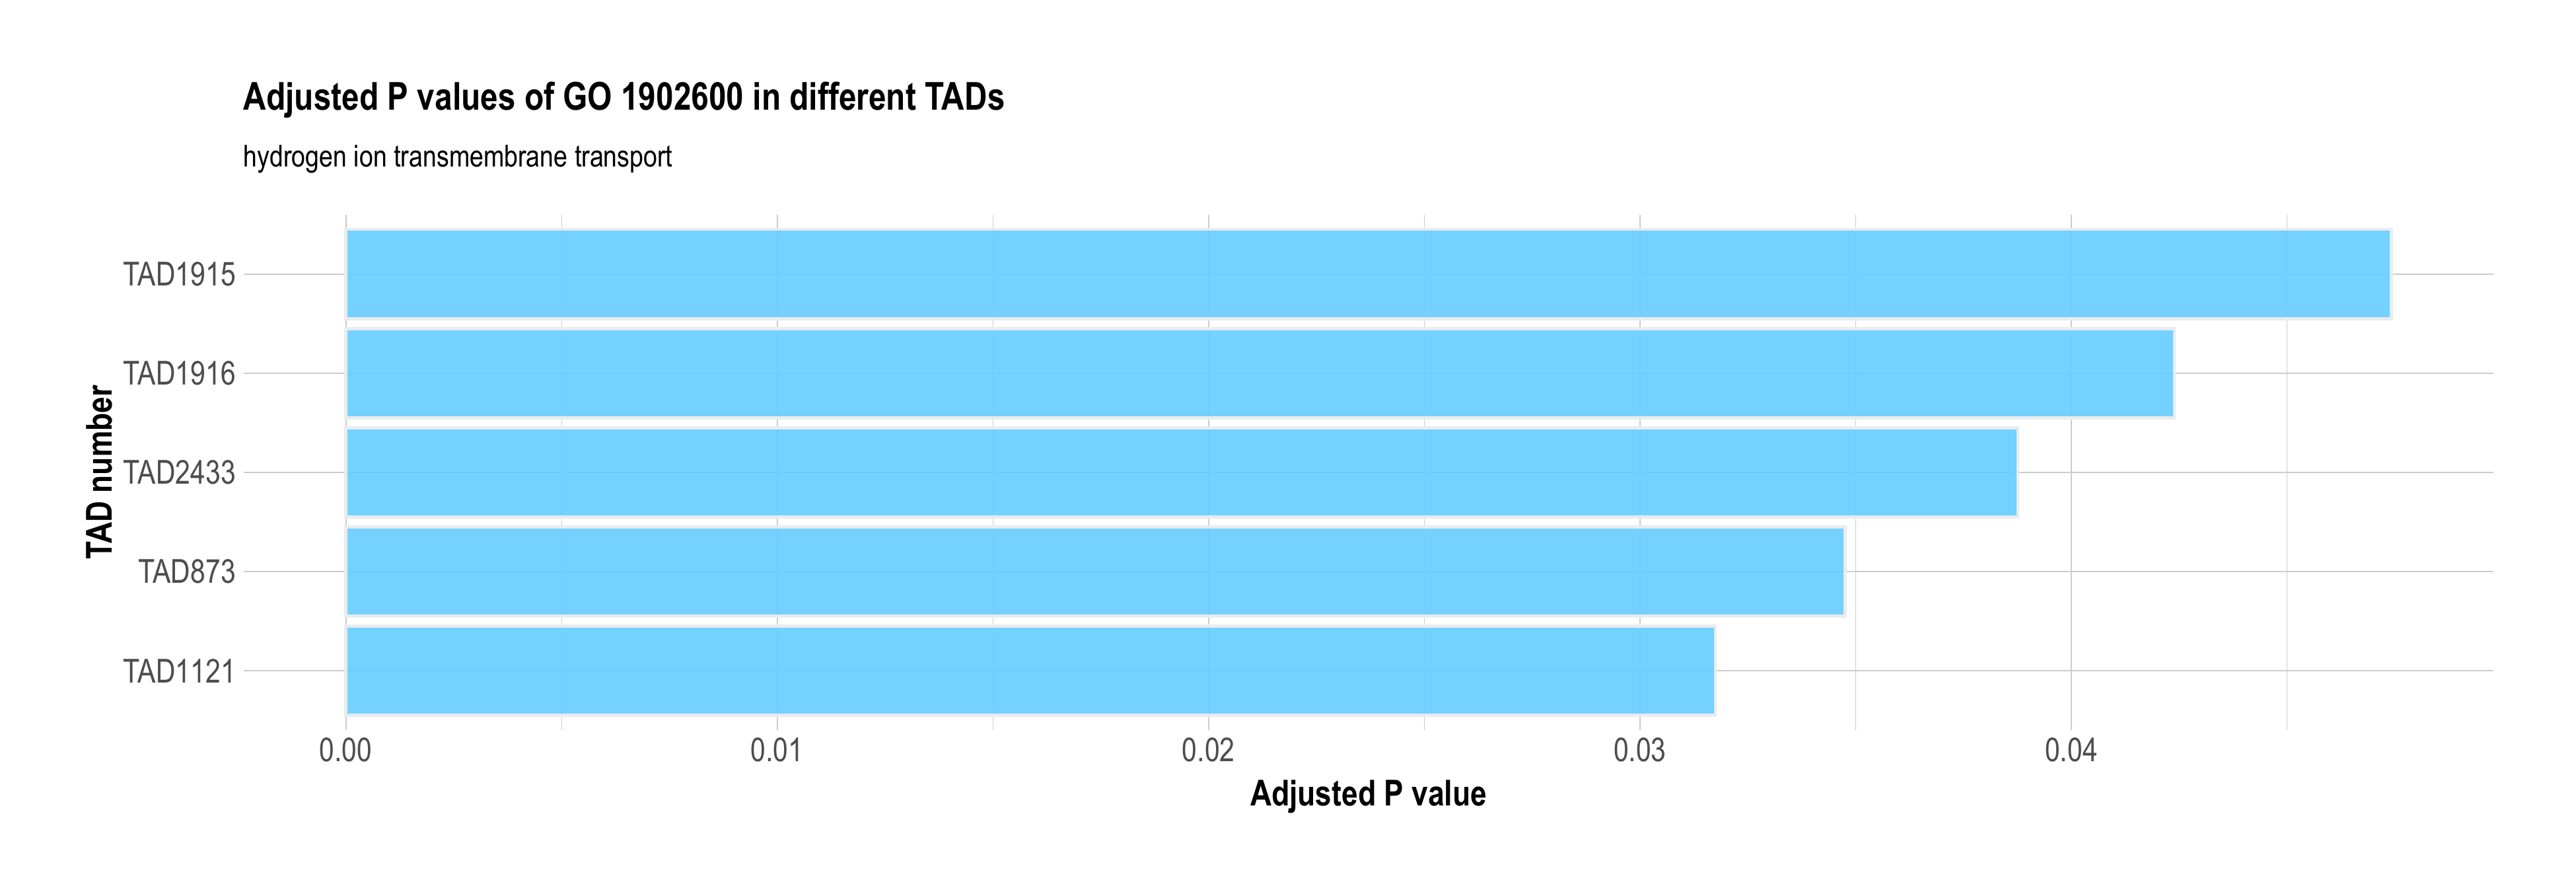 Adjusted P values of GO 1902600 in different TADs
hydrogen ion transmembrane transport
TAD number
TAD1915
TAD1916
TAD2433
TAD873
TAD1121
0.00 0.01 0.02 0.03 0.04
Adjusted P value